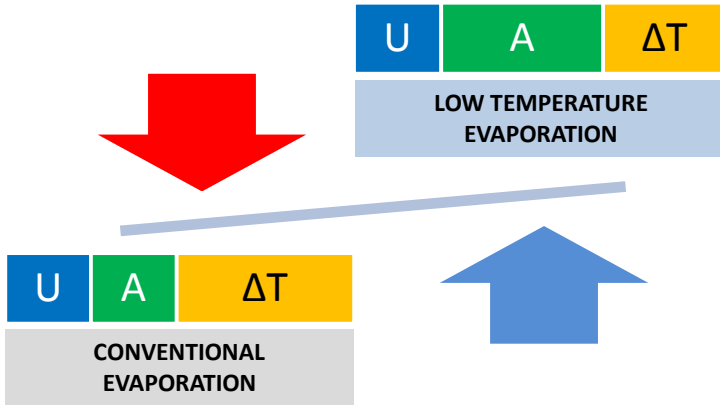 U A ΔT
LOW TEMPERATURE
EVAPORATION
U A ΔT
CONVENTIONAL
EVAPORATION